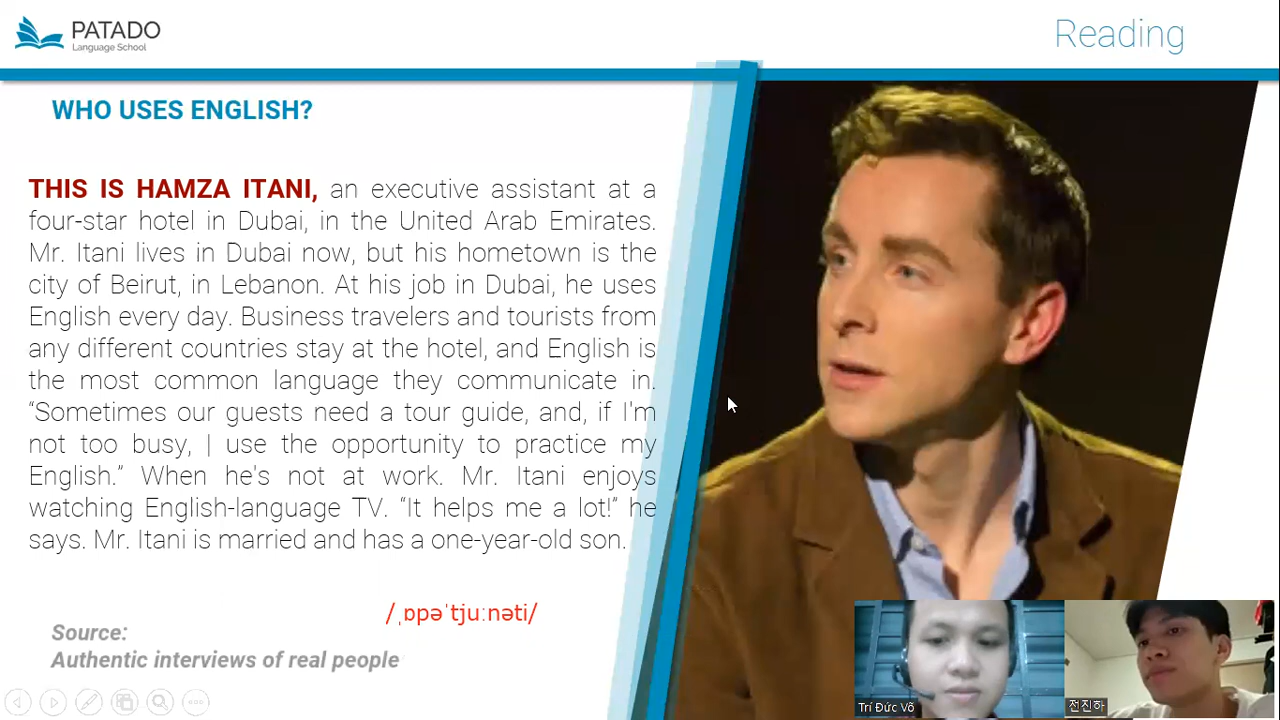 PATADO
Language School
Reading
WHO USES ENGLISH?
THIS IS HAMZA ITANI, an executive assistant at a
four-star hotel in Dubai, in the United Arab Emirates.
Mr. Itani lives in Dubai now, but his hometown is the
city of Beirut, in Lebanon. At his job in Dubai, he uses
English every day. Business travelers and tourists from
any different countries stay at the hotel, and English is
the most common language they communicate in.
“Sometimes our guests need a tour guide, and, if I'm
not too busy, | use the opportunity to practice my
English.” When he's not at work. Mr. Itani enjoys
watching English-language TV. “It helps me a lot!” he
says. Mr. Itani is married and has a one-year-old son.
/ˌɒpəˈtjuːnəti/
Source:
Authentic interviews of real people
Trí Đức Võ
전진하